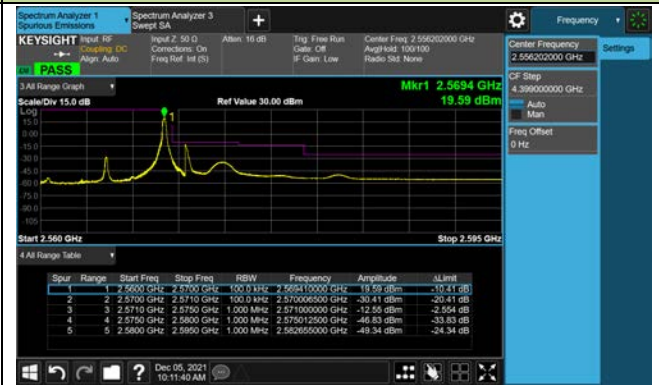 Spectrum Analyzer 1
Spurious Emissions
Spectrum Analyzer 3
Swept SA
Frequency
KEYSIGHT
Input: RF
Coupling: DC
Align: Auto
Input Z: 50 Ω
Corrections: On
Freq Ref: Int (S)
Atten: 16 dB
Trig: Free Run
Gate: Off
IF Gain: Low
Center Freq: 2.556202000 GHz
Avg|Hold: 100/100
Radio Std: None
PASS
Center Frequency
2.556202000 GHz
Settings
CF Step
4.399000000 GHz
Auto
Man
Freq Offset
0 Hz
3 All Range Graph
Mkr1 2.5694 GHz
Scale/Div 15.0 dB
Ref Value 30.00 dBm
19.59 dBm
Log
15.0
0.00
-15.0
-30.0
-45.0
-60.0
-75.0
-90.0
-105
1
Start 2.560 GHz
Stop 2.595 GHz
4 All Range Table
Spur Range Start Freq Stop Freq RBW Frequency Amplitude ΔLimit
1 1 2.5600 GHz 2.5700 GHz 100.0 kHz 2.569410000 GHz 19.59 dBm -10.41 dB
2 2 2.5700 GHz 2.5710 GHz 100.0 kHz 2.570006500 GHz -30.41 dBm -20.41 dB
3 3 2.5710 GHz 2.5750 GHz 1.000 MHz 2.571000000 GHz -12.55 dBm -2.554 dB
4 4 2.5750 GHz 2.5800 GHz 1.000 MHz 2.575012500 GHz -46.83 dBm -33.83 dB
5 5 2.5800 GHz 2.5950 GHz 1.000 MHz 2.582655000 GHz -49.34 dBm -24.34 dB
Dec 05, 2021
10:11:40 AM